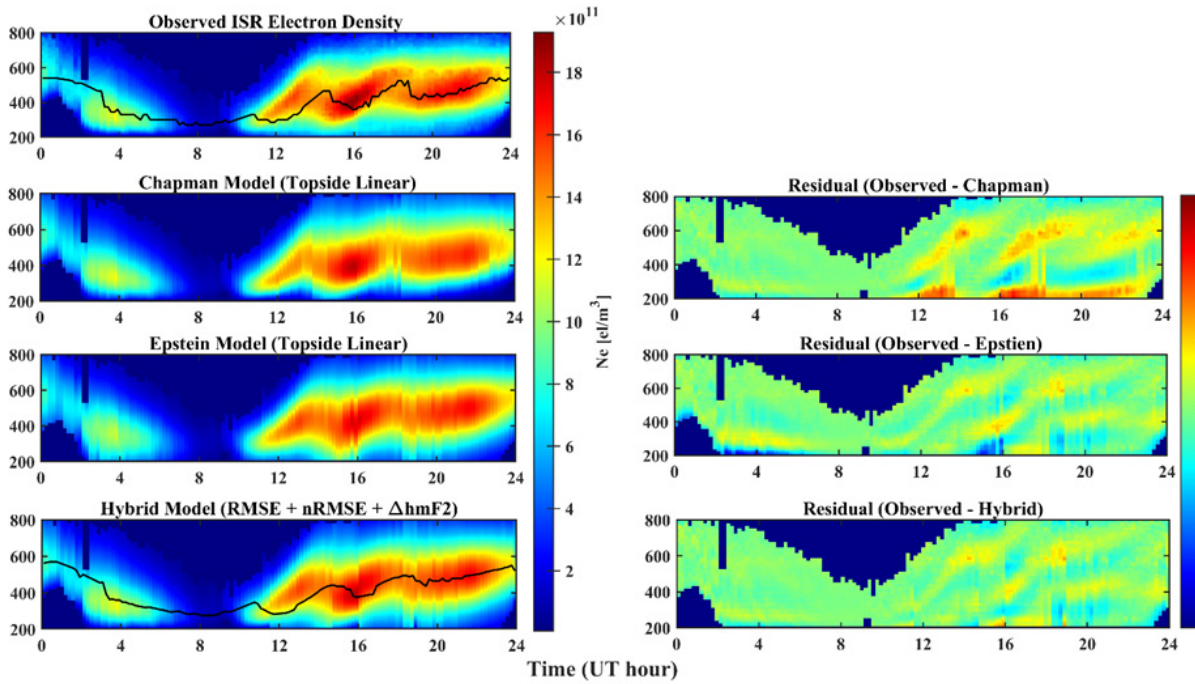 ×10¹¹
Observed ISR Electron Density
800
600
400
200
0 4 8 12 16 20 24
18
16
14
12
10
8
6
4
2
Ne [el/m³]
Chapman Model (Topside Linear)
800
600
400
200
0 4 8 12 16 20 24
Residual (Observed - Chapman)
800
600
400
200
0 4 8 12 16 20 24
Epstein Model (Topside Linear)
800
600
400
200
0 4 8 12 16 20 24
Residual (Observed - Epstien)
800
600
400
200
0 4 8 12 16 20 24
Hybrid Model (RMSE + nRMSE + ΔhmF2)
800
600
400
200
0 4 8 12 16 20 24
Residual (Observed - Hybrid)
800
600
400
200
0 4 8 12 16 20 24
Time (UT hour)